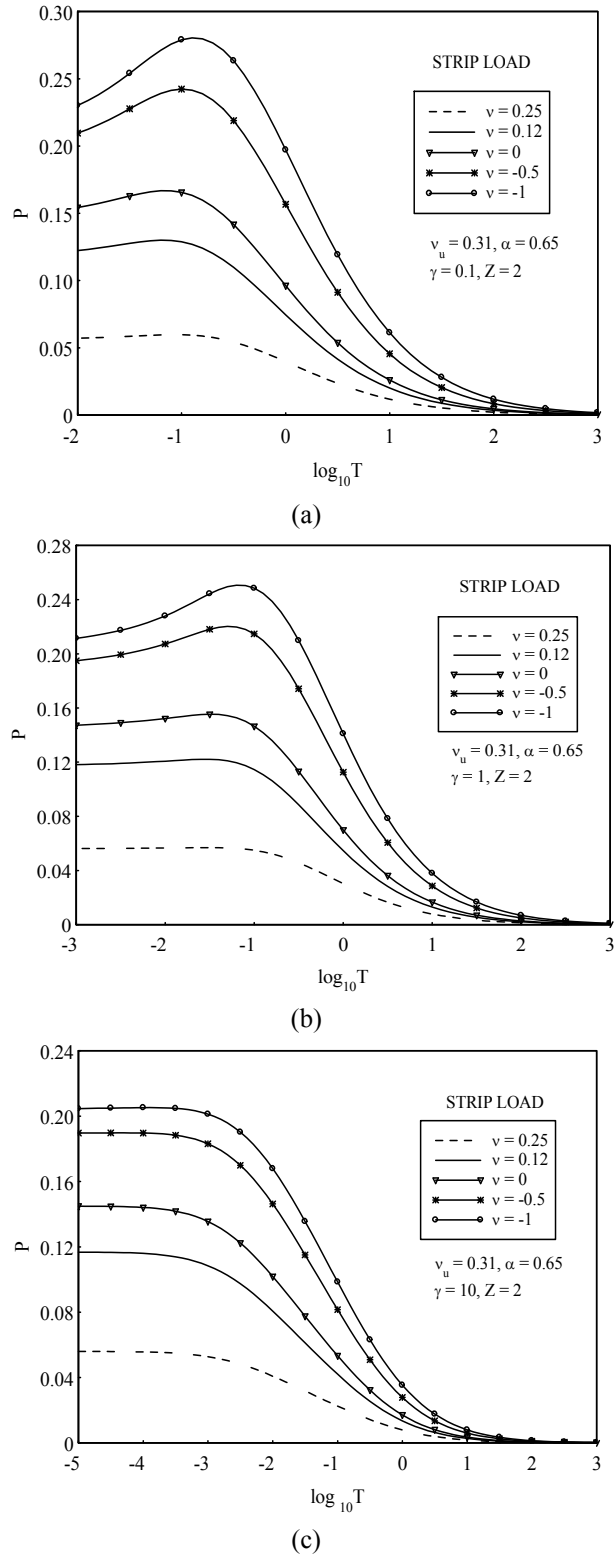 0.30
0.25
0.20
0.15
0.10
0.05
0
P
STRIP LOAD
ν = 0.25
ν = 0.12
ν = 0
ν = -0.5
ν = -1
νu = 0.31, α = 0.65
γ = 0.1, Z = 2
-2 -1 0 1 2 3
log10T
(a)
0.28
0.24
0.20
0.16
0.12
0.08
0.04
0
P
STRIP LOAD
ν = 0.25
ν = 0.12
ν = 0
ν = -0.5
ν = -1
νu = 0.31, α = 0.65
γ = 1, Z = 2
-3 -2 -1 0 1 2 3
log10T
(b)
0.24
0.20
0.16
0.12
0.08
0.04
0
P
STRIP LOAD
ν = 0.25
ν = 0.12
ν = 0
ν = -0.5
ν = -1
νu = 0.31, α = 0.65
γ = 10, Z = 2
-5 -4 -3 -2 -1 0 1 2 3
log10T
(c)